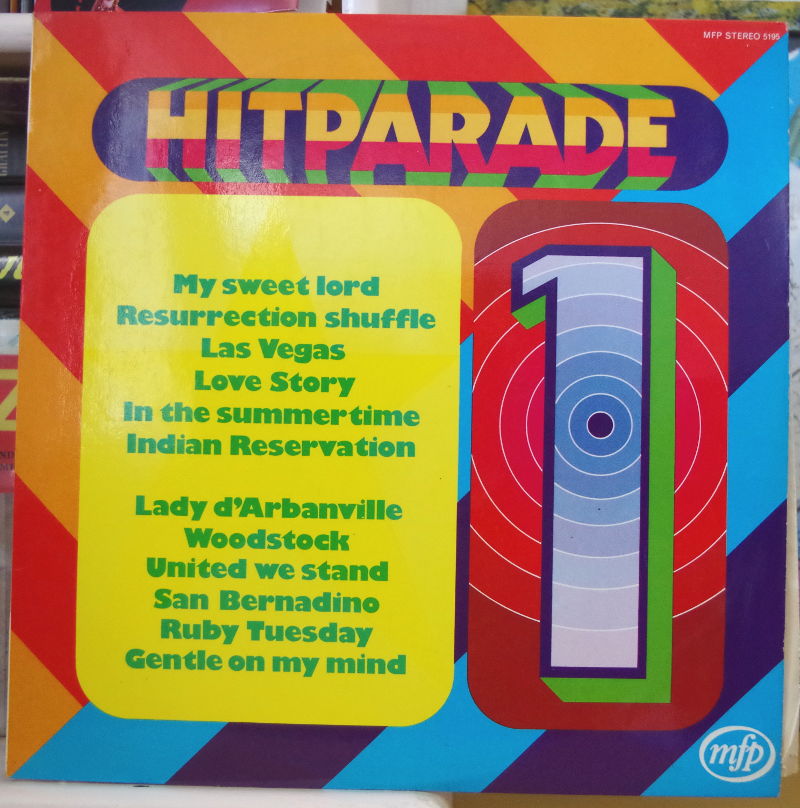 MFP STEREO 5195
HITPARADE
My sweet lord
Resurrection shuffle
Las Vegas
Love Story
In the summertime
Indian Reservation
Lady d'Arbanville
Woodstock
United we stand
San Bernadino
Ruby Tuesday
Gentle on my mind
1
mfp